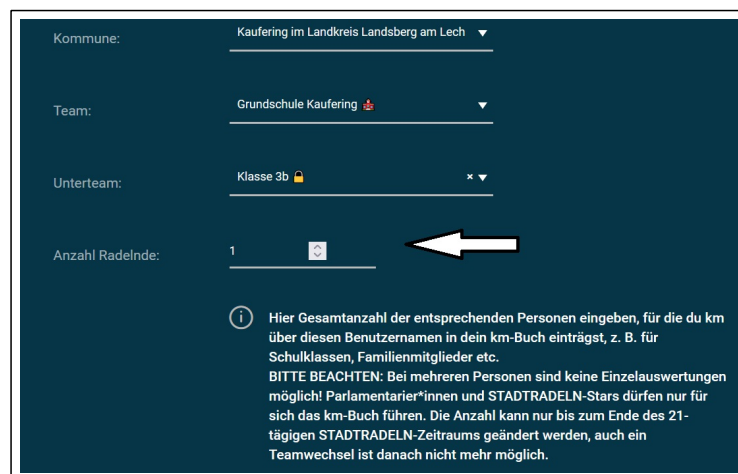 Kommune: Kaufering im Landkreis Landsberg am Lech
Team: Grundschule Kaufering
Unterteam: Klasse 3b ×
Anzahl Radelnde: 1
Hier Gesamtanzahl der entsprechenden Personen eingeben, für die du km
über diesen Benutzernamen in dein km-Buch einträgst, z. B. für
Schulklassen, Familienmitglieder etc.
BITTE BEACHTEN: Bei mehreren Personen sind keine Einzelauswertungen
möglich! Parlamentarier*innen und STADTRADELN-Stars dürfen nur für
sich das km-Buch führen. Die Anzahl kann nur bis zum Ende des 21-
tägigen STADTRADELN-Zeitraums geändert werden, auch ein
Teamwechsel ist danach nicht mehr möglich.